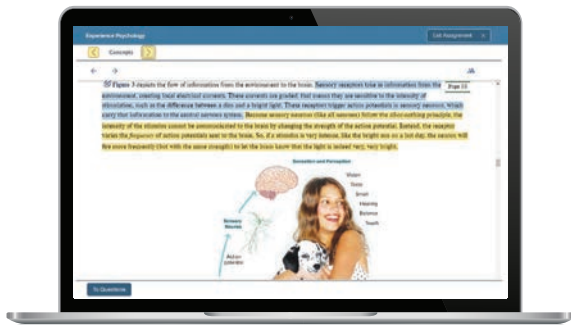 Experience Psychology
List Assignment
Concepts
Figure 3 depicts the flow of information from the environment to the brain. Sensory receptors take in information from the
Page 88
environment, creating local electrical currents. These currents are graded; that means they are sensitive to the intensity of
stimulation, such as the difference between a dim and a bright light. These receptors trigger action potentials in sensory neurons, which
carry that information to the central nervous system. Because sensory neurons (like all neurons) follow the all-or-nothing principle, the
intensity of the stimulus cannot be communicated to the brain by changing the strength of the action potential. Instead, the receptor
varies the frequency of action potentials sent to the brain. So, if a stimulus is very intense, like the bright sun on a hot day, the neuron will
fire more frequently (but with the same strength) to let the brain know that the light is indeed very, very bright.
Sensation and Perception
Vision
Taste
Smell
Hearing
Balance
Touch
Sensory
Neurons
Action
potential
To Questions